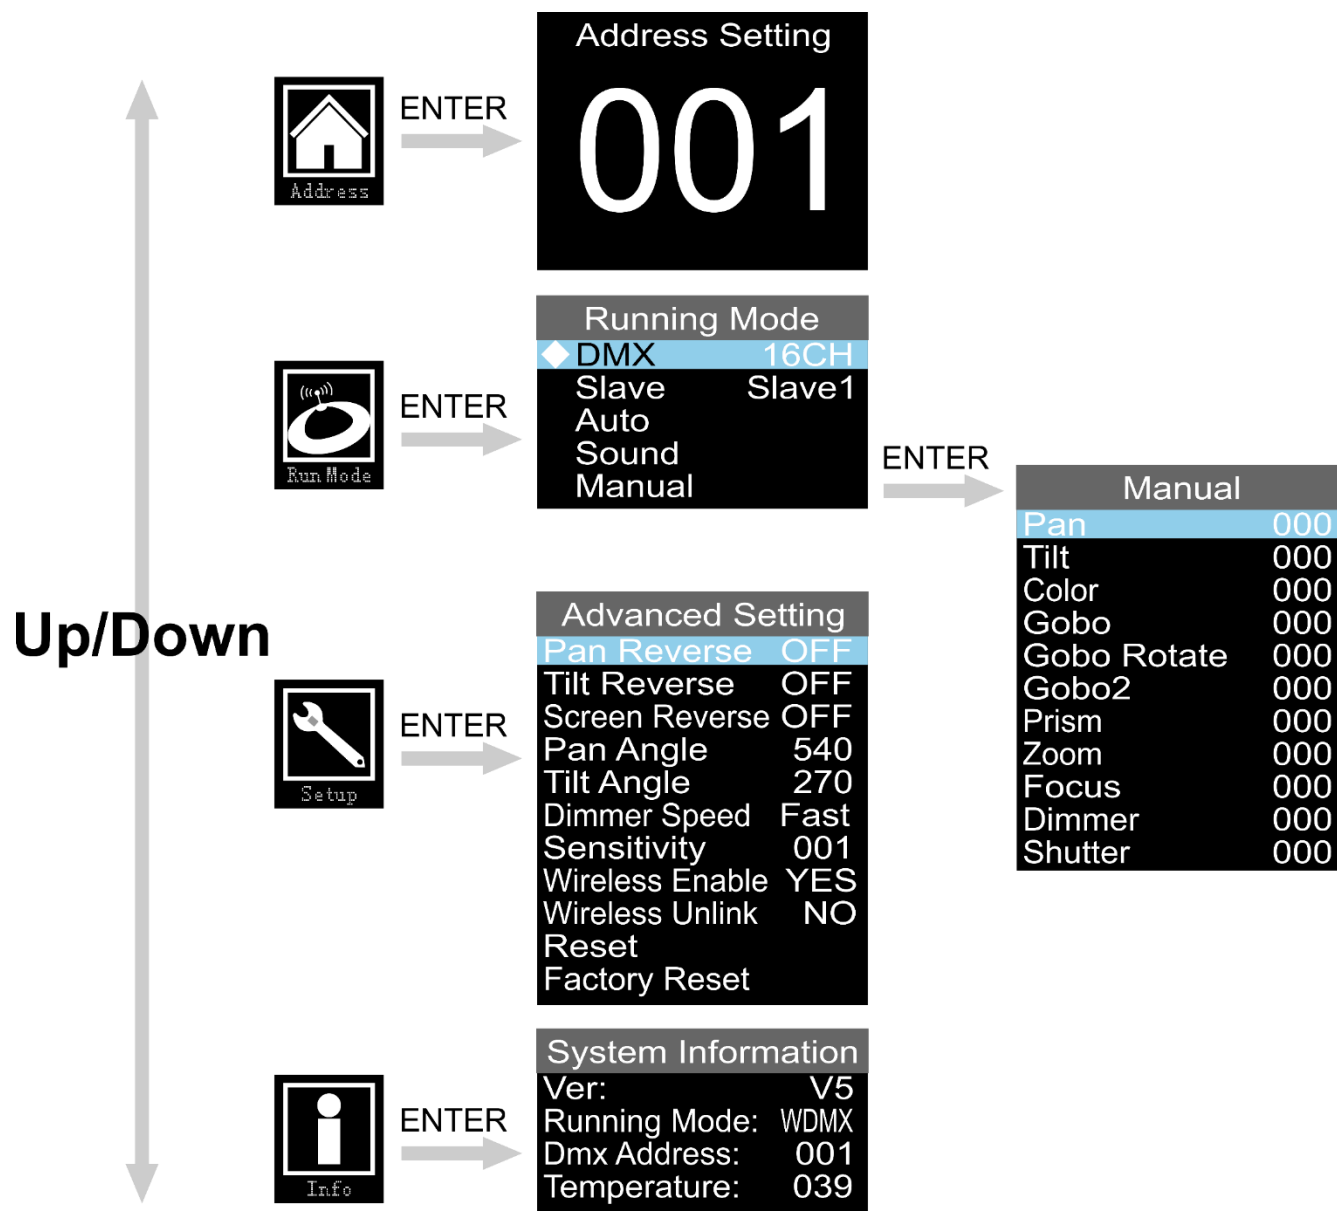 Up/Down
Address
ENTER
Address Setting
001
Run Mode
ENTER
Running Mode
DMX 16CH
Slave Slave1
Auto
Sound
Manual
ENTER
Manual
Pan 000
Tilt 000
Color 000
Gobo 000
Gobo Rotate 000
Gobo2 000
Prism 000
Zoom 000
Focus 000
Dimmer 000
Shutter 000
Setup
ENTER
Advanced Setting
Pan Reverse OFF
Tilt Reverse OFF
Screen Reverse OFF
Pan Angle 540
Tilt Angle 270
Dimmer Speed Fast
Sensitivity 001
Wireless Enable YES
Wireless Unlink NO
Reset
Factory Reset
Info
ENTER
System Information
Ver: V5
Running Mode: WDMX
Dmx Address: 001
Temperature: 039